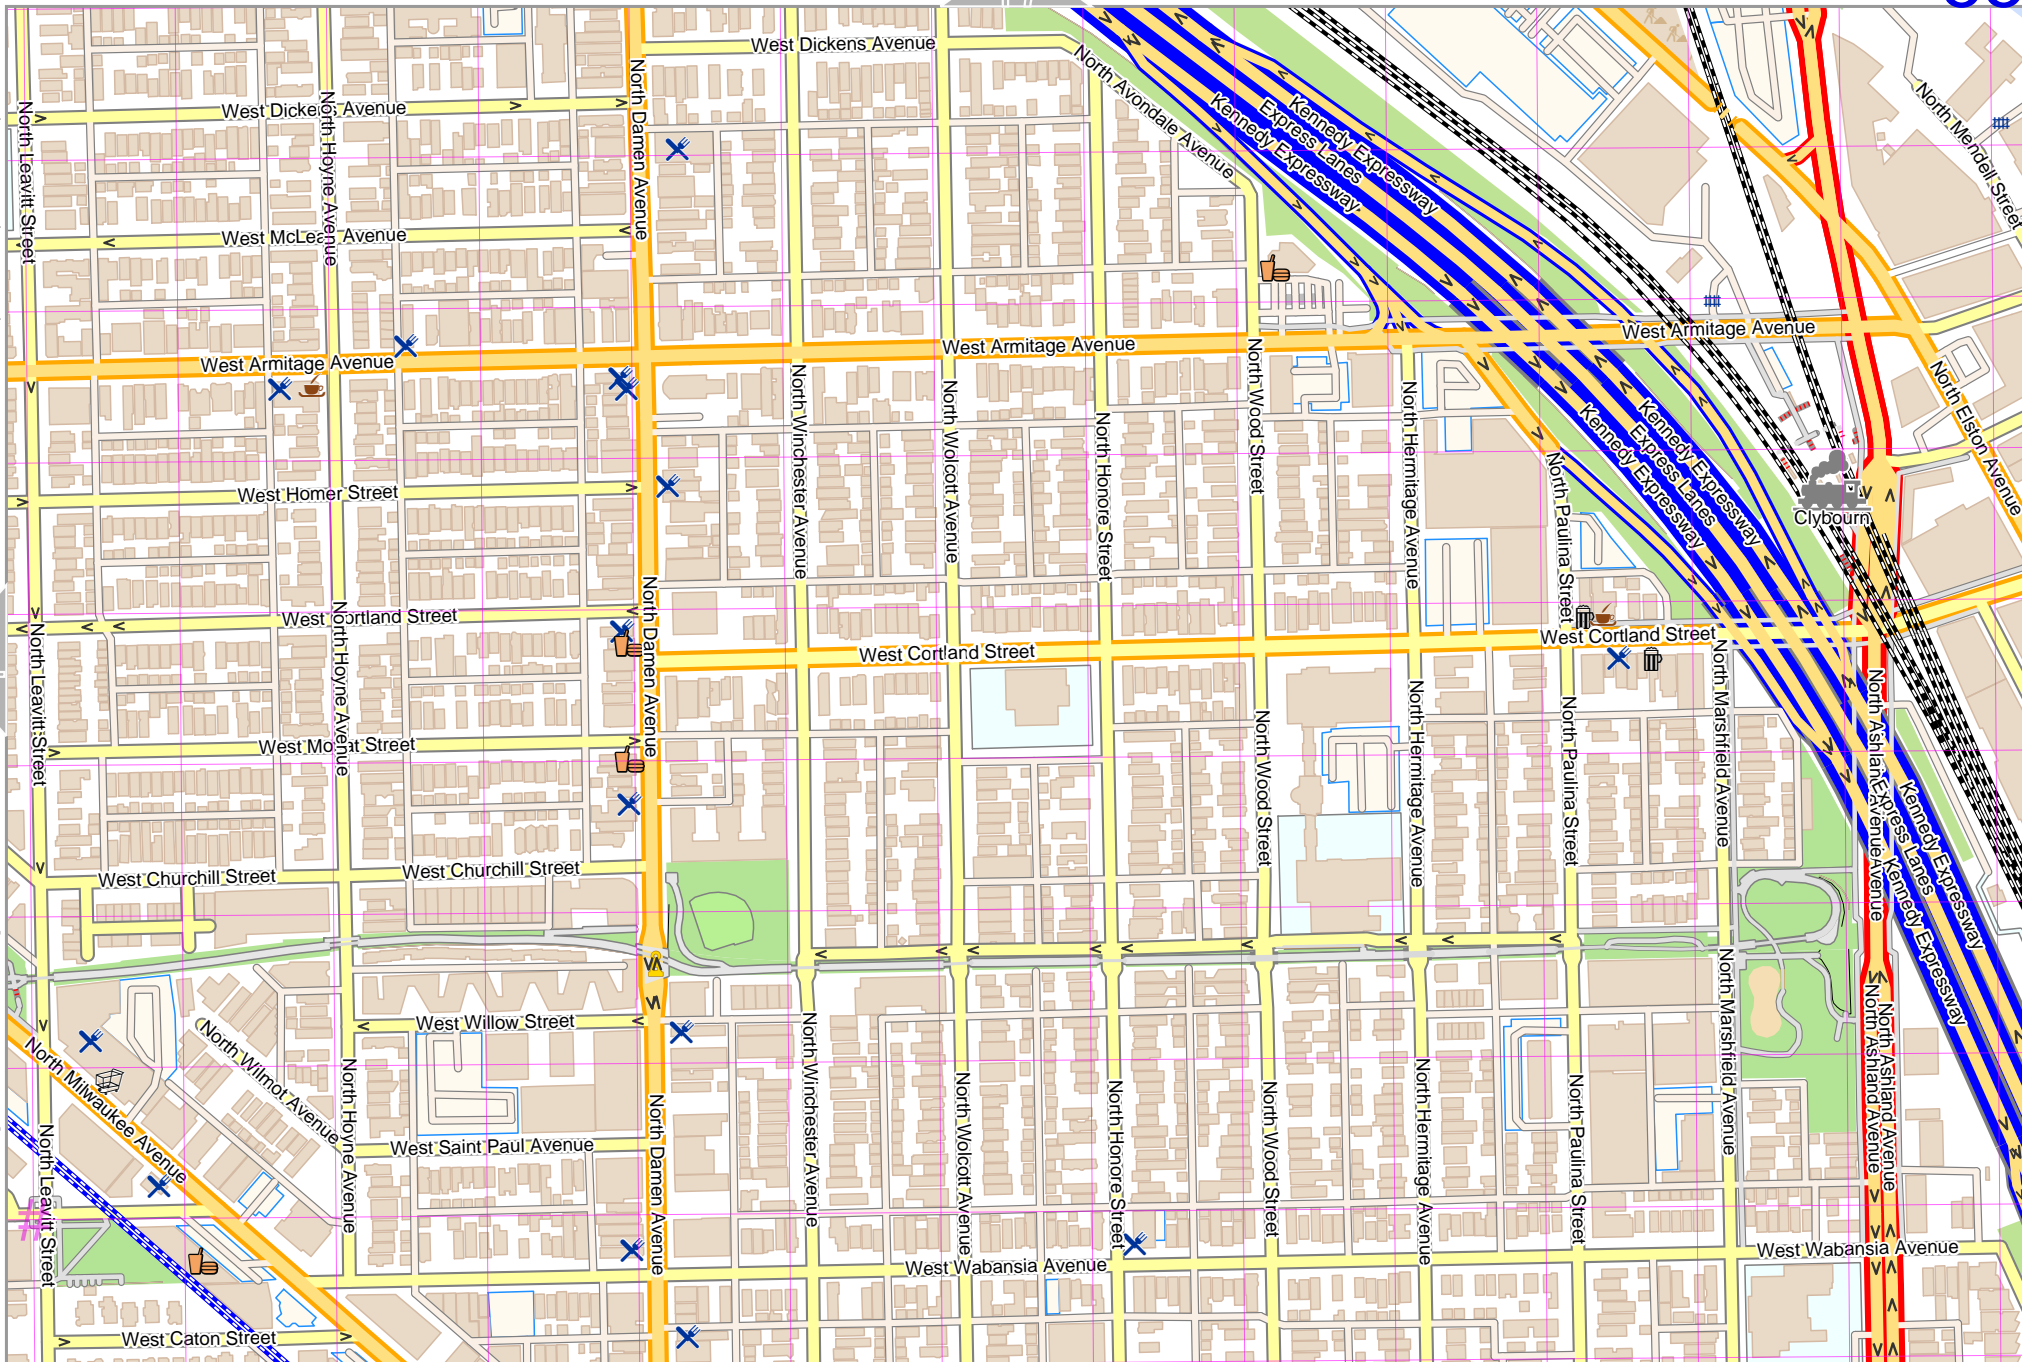 West Dickens Avenue
North Avondale Avenue
North Damen Avenue
North Leavitt Street
West Dickens Avenue
North Hoyne Avenue
Kennedy Expressway
Express Lanes
Kennedy Expressway
North Mendell Street
West McLean Avenue
West Armitage Avenue
West Armitage Avenue
West Armitage Avenue
North Winchester Avenue
North Wolcott Avenue
North Honore Street
North Wood Street
North Hermitage Avenue
North Paulina Street
Kennedy Expressway
Express Lanes
Kennedy Expressway
North Elston Avenue
Clybourn
West Homer Street
West Cortland Street
West Cortland Street
West Cortland Street
North Leavitt Street
North Hoyne Avenue
North Damen Avenue
West Moffat Street
North Wood Street
North Hermitage Avenue
North Paulina Street
North Marshfield Avenue
North Ashland Avenue
Express Lanes
Kennedy Expressway
Kennedy Expressway
West Churchill Street
West Churchill Street
West Willow Street
North Wilmot Avenue
North Milwaukee Avenue
North Hoyne Avenue
North Winchester Avenue
North Wolcott Avenue
North Honore Street
North Wood Street
North Hermitage Avenue
North Paulina Street
North Marshfield Avenue
North Ashland Avenue
North Ashland Avenue
West Saint Paul Avenue
North Damen Avenue
North Leavitt Street
West Wabansia Avenue
West Wabansia Avenue
West Caton Street